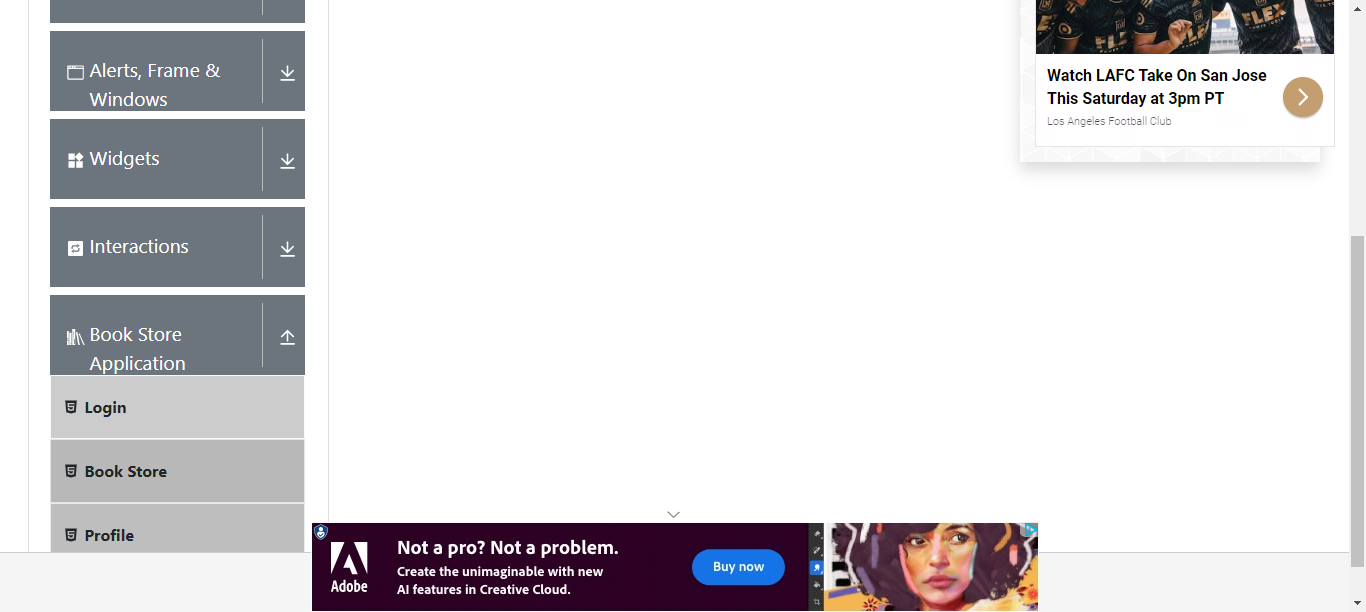 Alerts, Frame &
Windows
Widgets
Interactions
Book Store
Application
Login
Book Store
Profile
FLEX
FLEX
FLEX
Watch LAFC Take On San Jose
This Saturday at 3pm PT
Los Angeles Football Club
Adobe
Not a pro? Not a problem.
Create the unimaginable with new
AI features in Creative Cloud.
Buy now